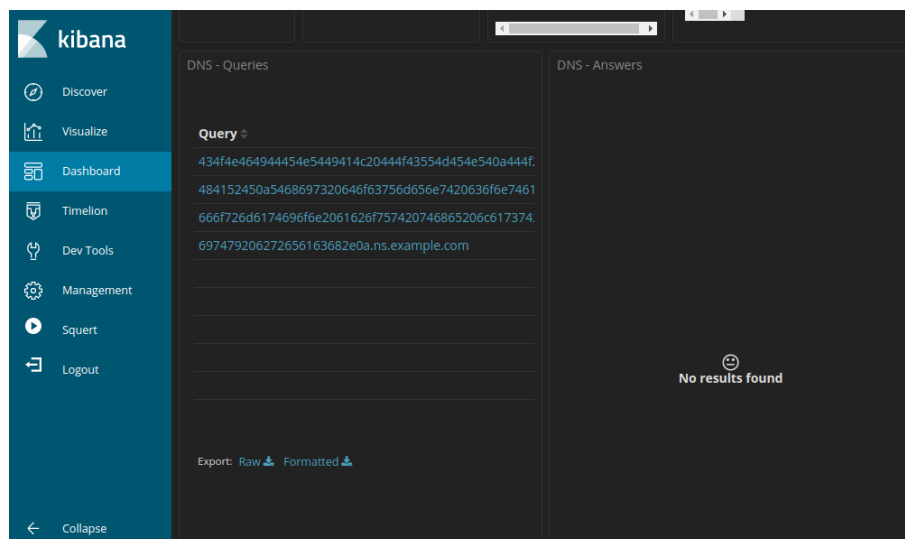 kibana
Discover
Visualize
Dashboard
Timelion
Dev Tools
Management
Squert
Logout
Collapse
DNS - Queries
Query
434f4e464944454e5449414c20444f43554d454e540a444f
484152450a5468697320646f63756d656e7420636f6e7461
666f726d6174696f6e2061626f757420746865206c617374
697479206272656163682e0a.ns.example.com
Export: Raw Formatted
DNS - Answers
No results found